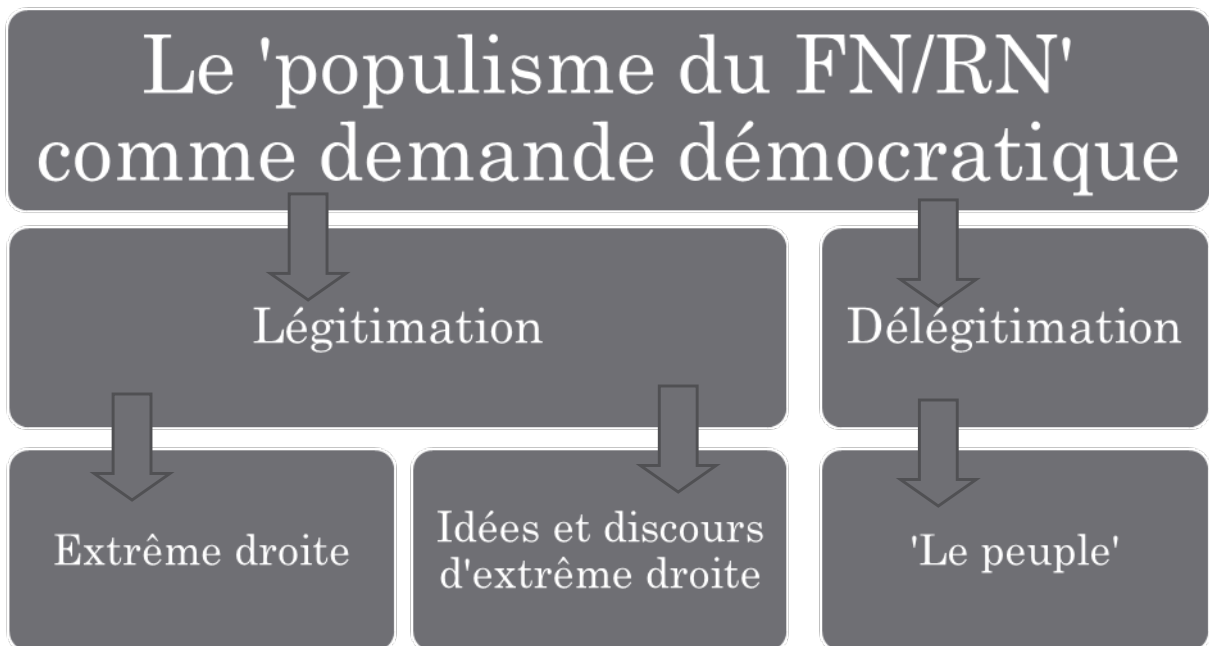 Le 'populisme du FN/RN'
comme demande démocratique
Légitimation
Délégitimation
Extrême droite
Idées et discours
d'extrême droite
'Le peuple'